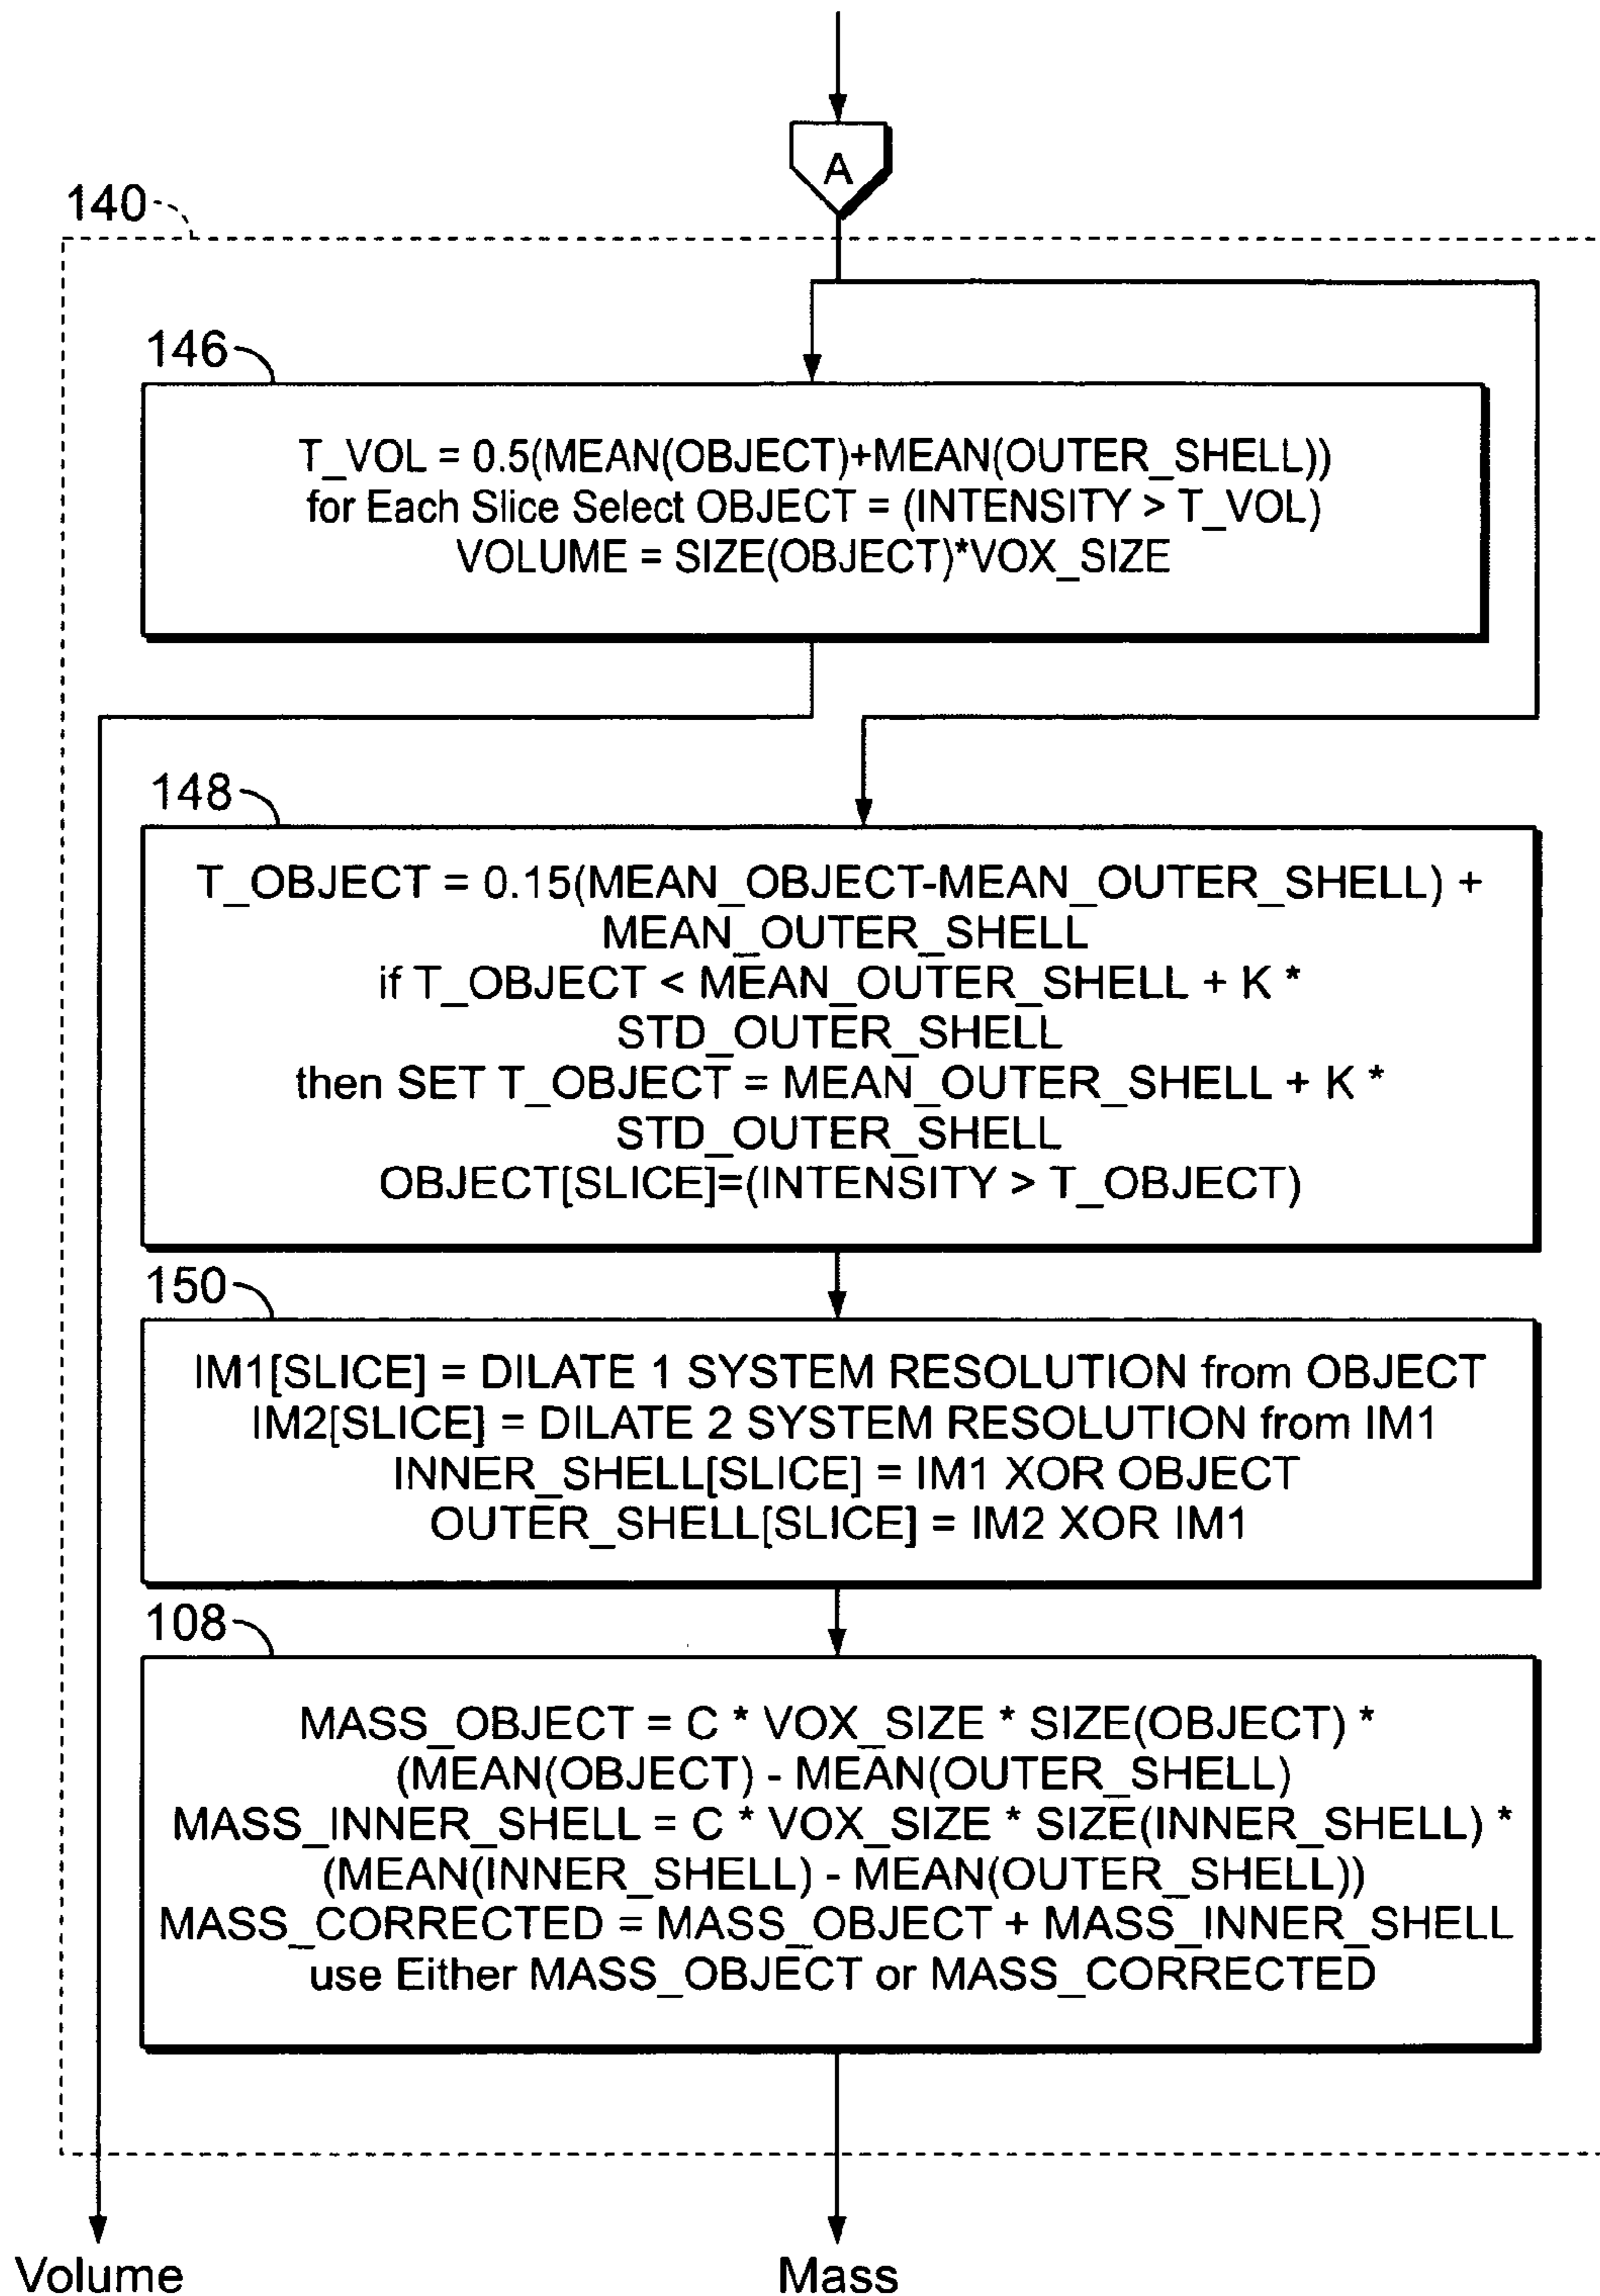 A
140
146
T_VOL = 0.5(MEAN(OBJECT)+MEAN(OUTER_SHELL))
for Each Slice Select OBJECT = (INTENSITY > T_VOL)
VOLUME = SIZE(OBJECT)*VOX_SIZE
148
T_OBJECT = 0.15(MEAN_OBJECT-MEAN_OUTER_SHELL) +
MEAN_OUTER_SHELL
if T_OBJECT < MEAN_OUTER_SHELL + K *
STD_OUTER_SHELL
then SET T_OBJECT = MEAN_OUTER_SHELL + K *
STD_OUTER_SHELL
OBJECT[SLICE]=(INTENSITY > T_OBJECT)
150
IM1[SLICE] = DILATE 1 SYSTEM RESOLUTION from OBJECT
IM2[SLICE] = DILATE 2 SYSTEM RESOLUTION from IM1
INNER_SHELL[SLICE] = IM1 XOR OBJECT
OUTER_SHELL[SLICE] = IM2 XOR IM1
108
MASS_OBJECT = C * VOX_SIZE * SIZE(OBJECT) *
(MEAN(OBJECT) - MEAN(OUTER_SHELL)
MASS_INNER_SHELL = C * VOX_SIZE * SIZE(INNER_SHELL) *
(MEAN(INNER_SHELL) - MEAN(OUTER_SHELL))
MASS_CORRECTED = MASS_OBJECT + MASS_INNER_SHELL
use Either MASS_OBJECT or MASS_CORRECTED
Volume
Mass